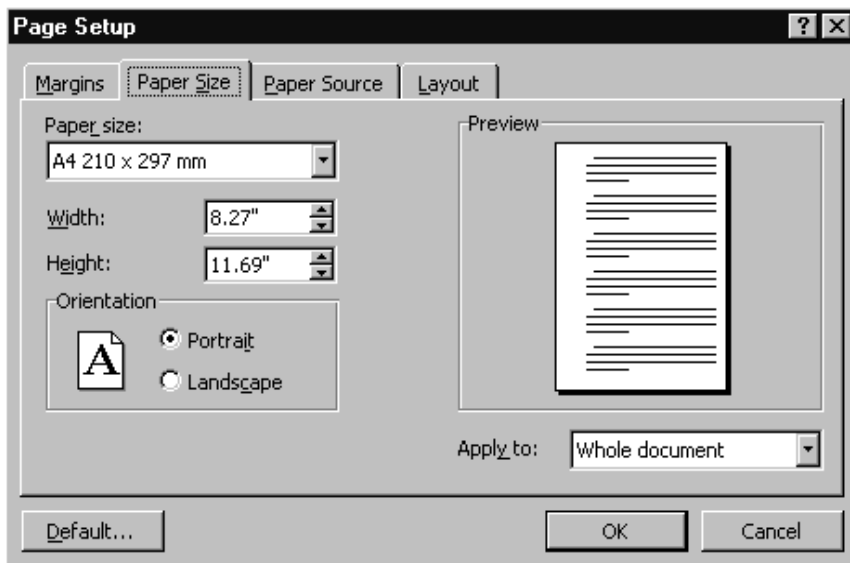 Page Setup
Margins Paper Size Paper Source Layout
Paper size:
A4 210 x 297 mm
Width: 8.27"
Height: 11.69"
Orientation
A
Portrait
Landscape
Preview
Apply to: Whole document
Default... OK Cancel